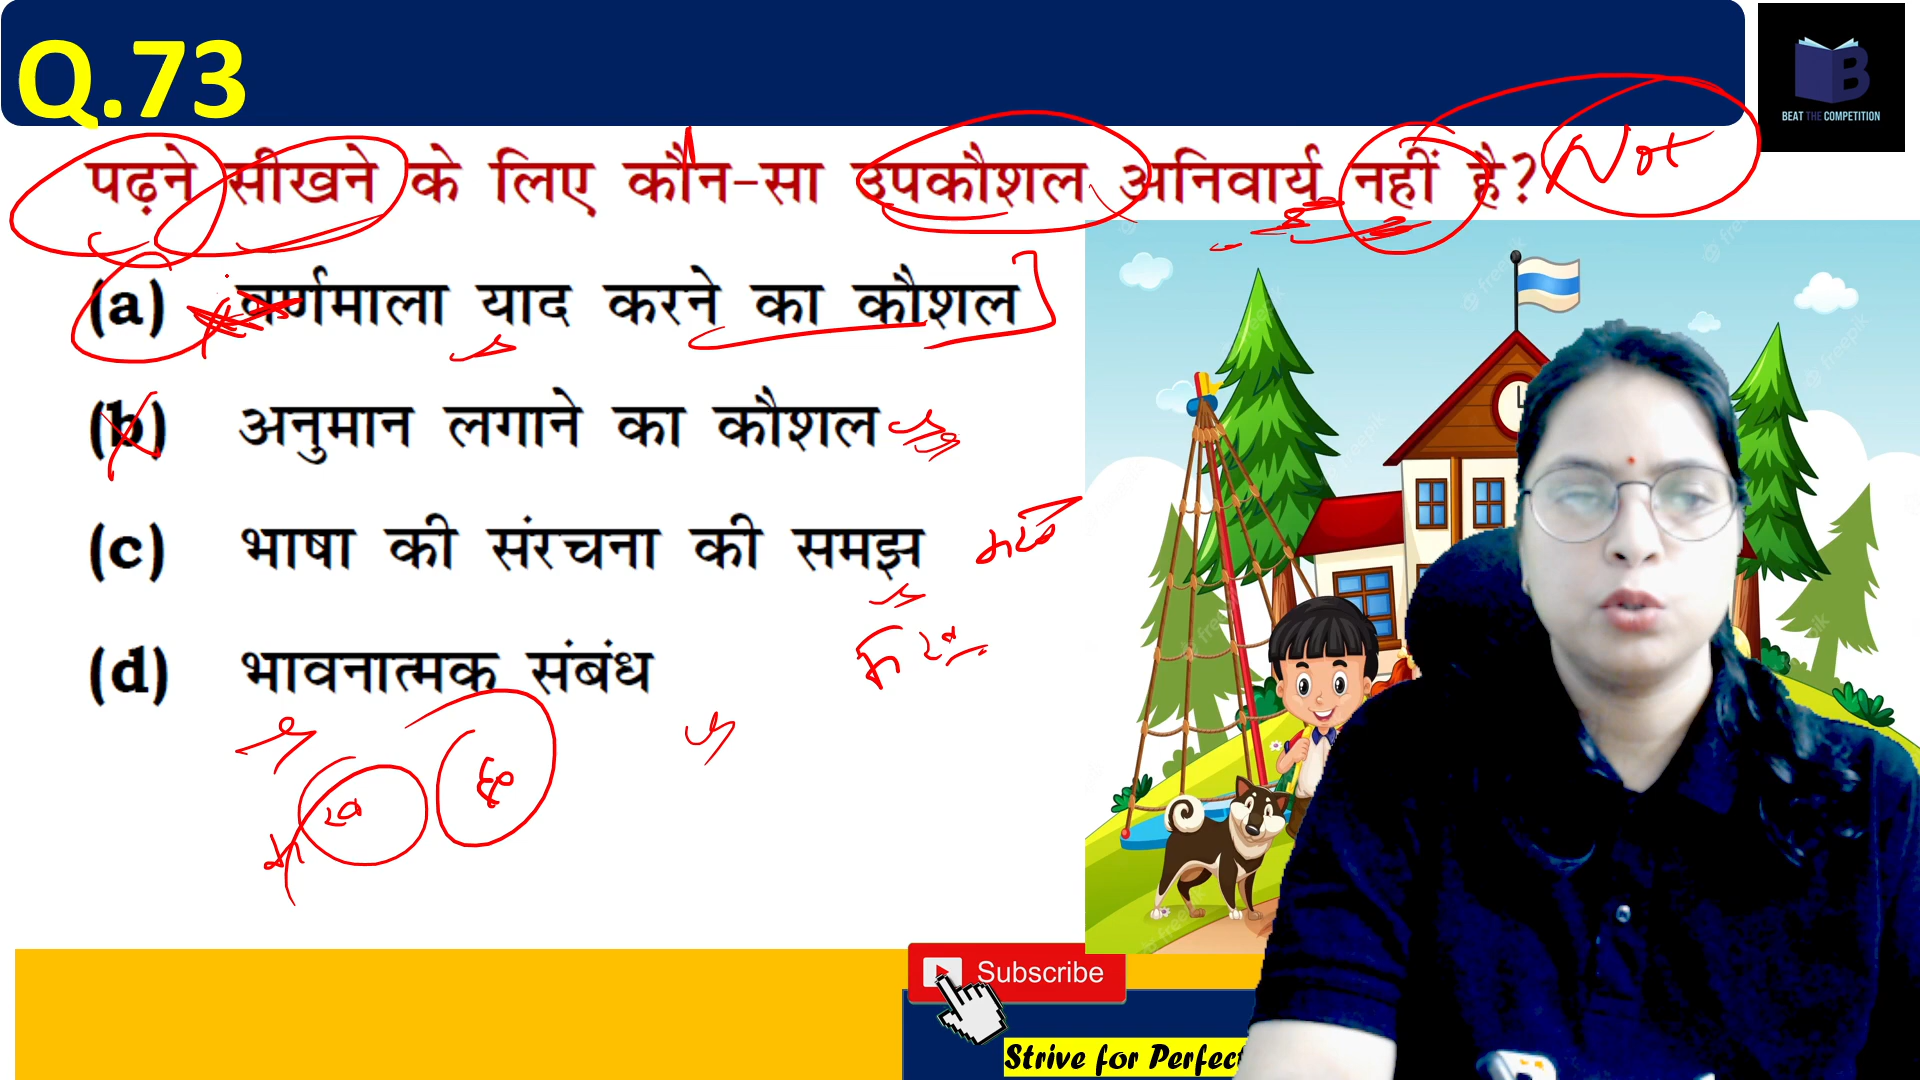 Q.73
B
BEAT THE COMPETITION
पढ़ने सीखने के लिए कौन-सा उपकौशल अनिवार्य नहीं है?
Not
(a) वर्णमाला याद करने का कौशल
(b) अनुमान लगाने का कौशल
(c) भाषा की संरचना की समझ
(d) भावनात्मक संबंध
Subscribe
Strive for Perfect